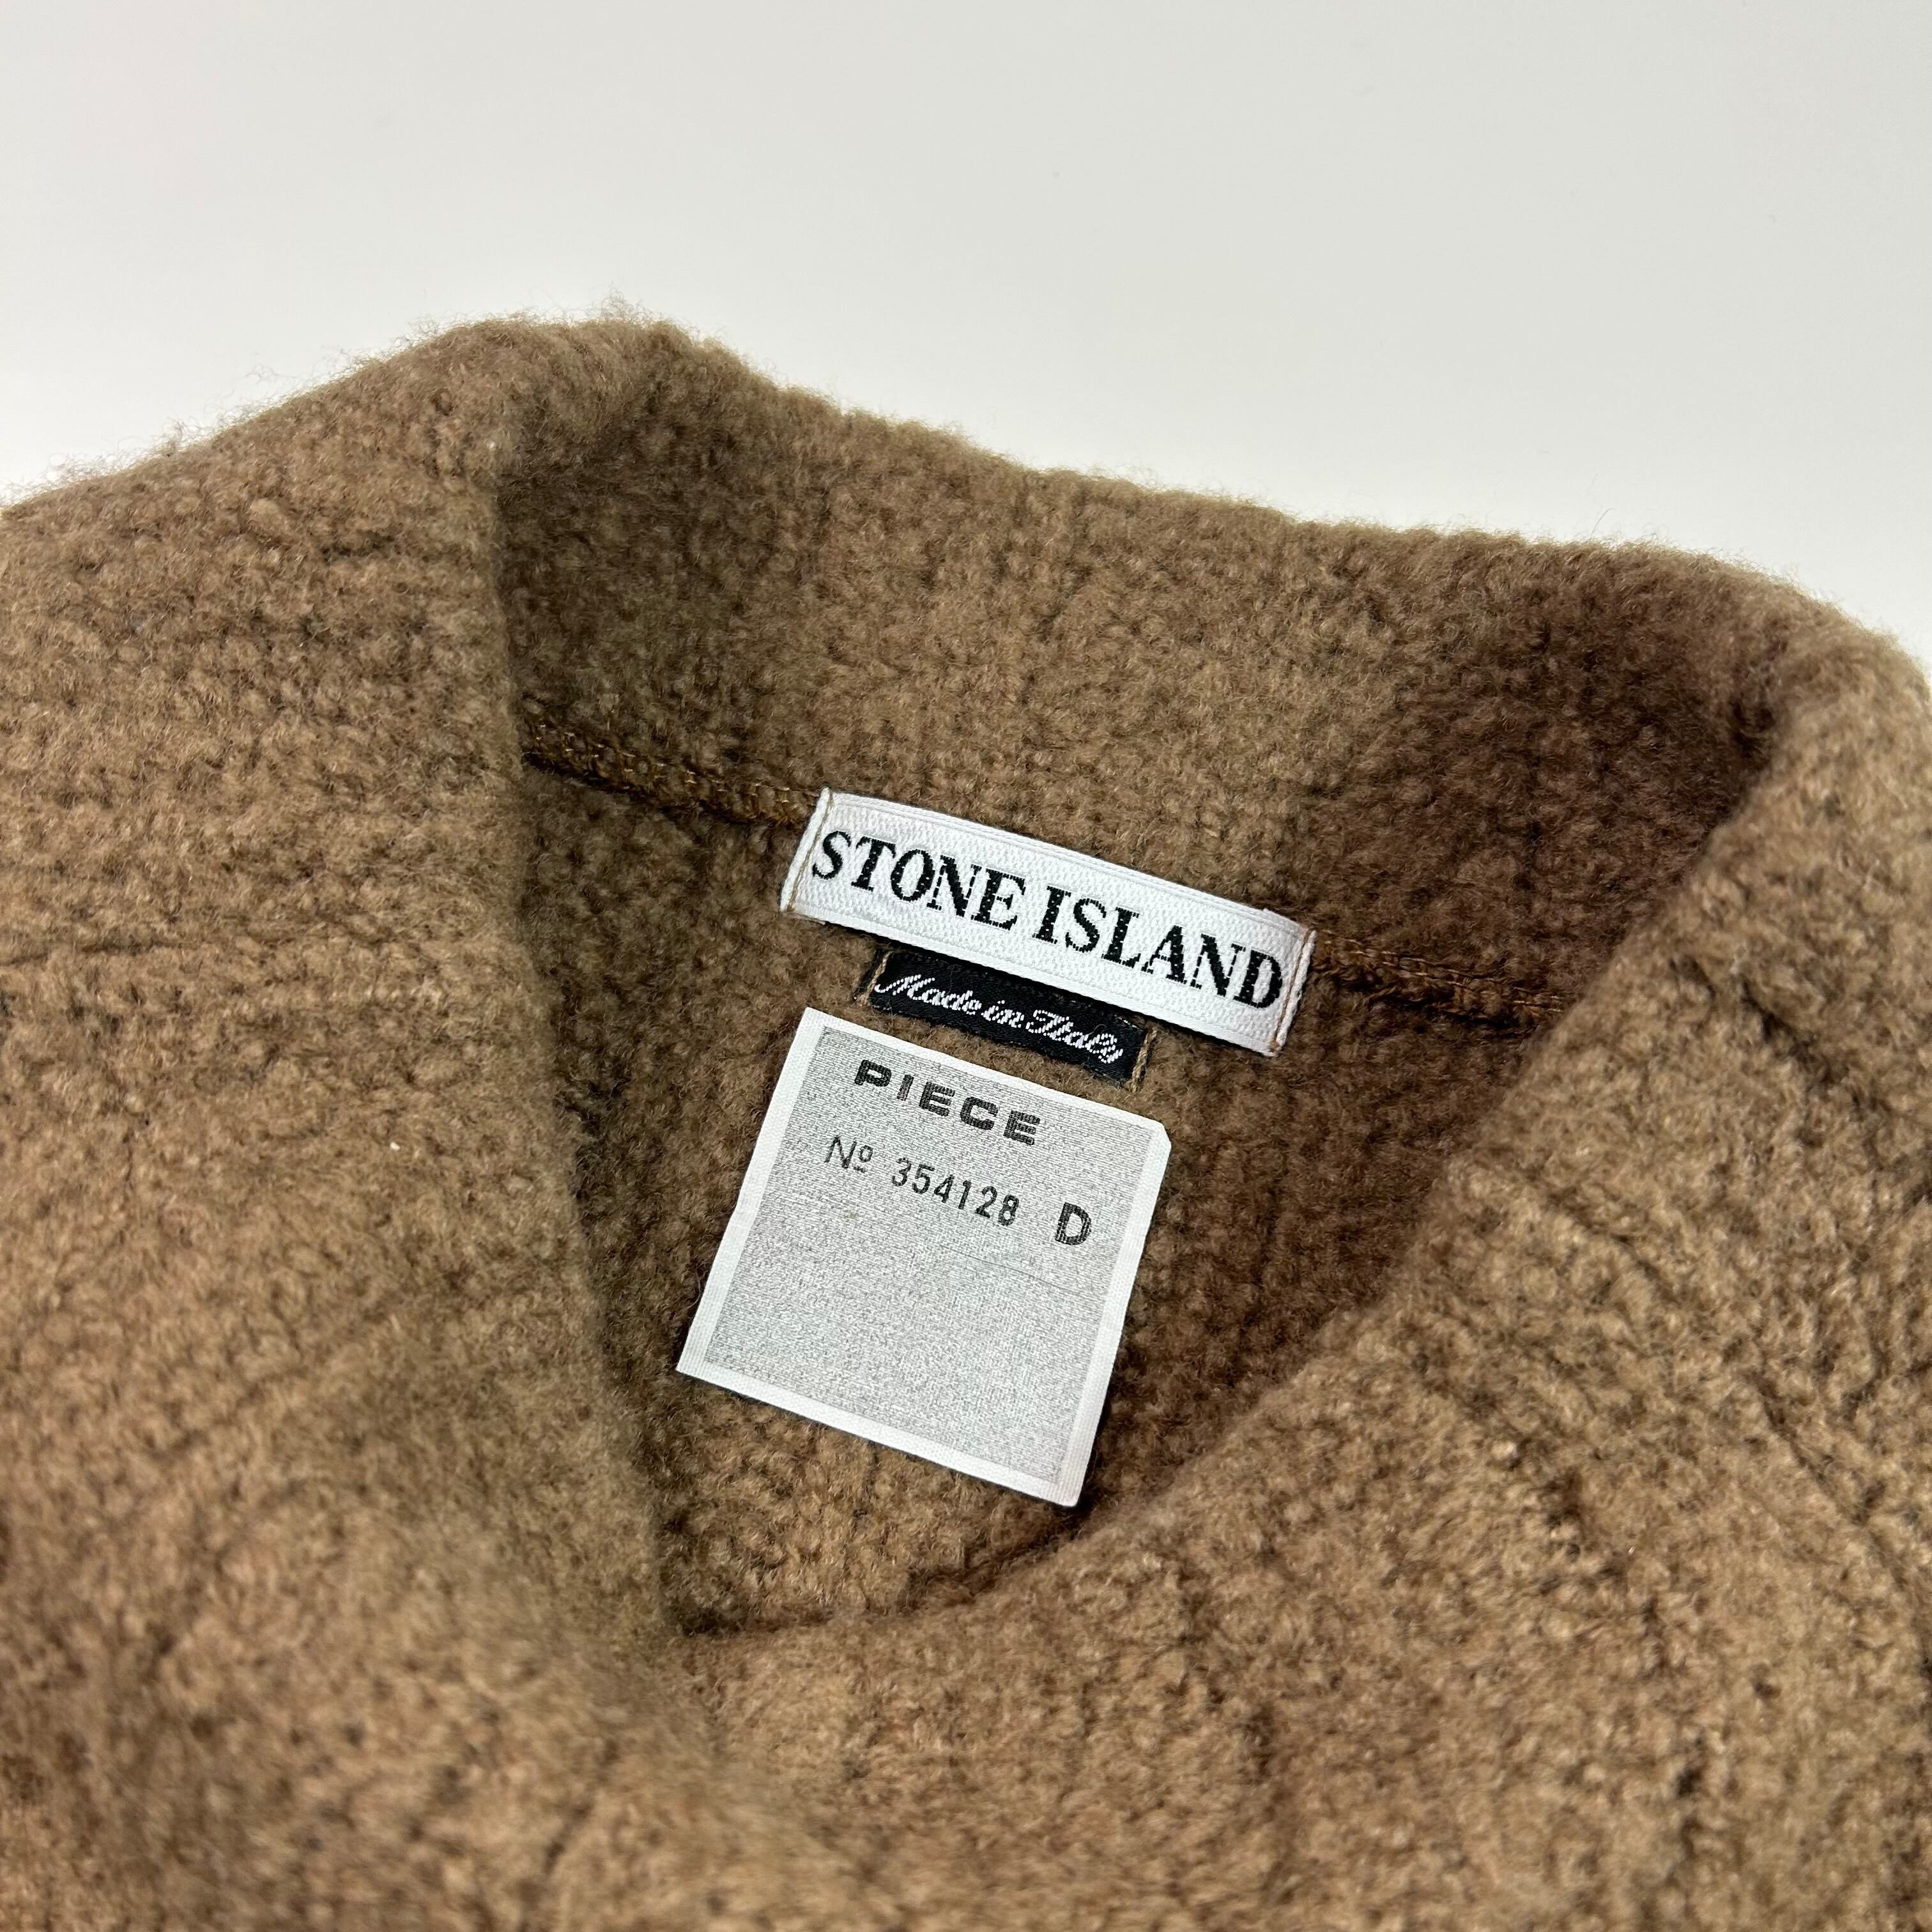 STONE ISLAND
Made in Italy
PIECE
Nº 354128 D